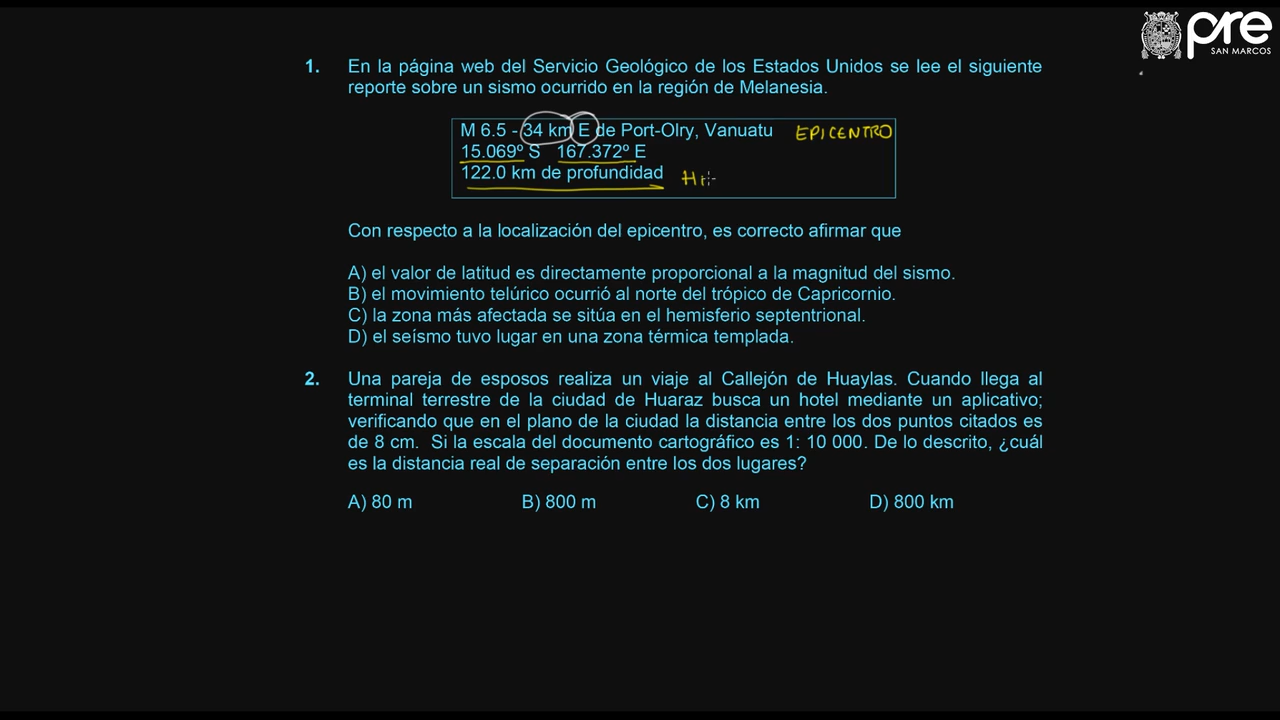 pre
SAN MARCOS
1. En la página web del Servicio Geológico de los Estados Unidos se lee el siguiente
reporte sobre un sismo ocurrido en la región de Melanesia.
M 6.5 - 34 km E de Port-Olry, Vanuatu EPICENTRO
15.069º S 167.372º E
122.0 km de profundidad
Con respecto a la localización del epicentro, es correcto afirmar que
A) el valor de latitud es directamente proporcional a la magnitud del sismo.
B) el movimiento telúrico ocurrió al norte del trópico de Capricornio.
C) la zona más afectada se sitúa en el hemisferio septentrional.
D) el seísmo tuvo lugar en una zona térmica templada.
2. Una pareja de esposos realiza un viaje al Callejón de Huaylas. Cuando llega al
terminal terrestre de la ciudad de Huaraz busca un hotel mediante un aplicativo;
verificando que en el plano de la ciudad la distancia entre los dos puntos citados es
de 8 cm. Si la escala del documento cartográfico es 1: 10 000. De lo descrito, ¿cuál
es la distancia real de separación entre los dos lugares?
A) 80 m B) 800 m C) 8 km D) 800 km